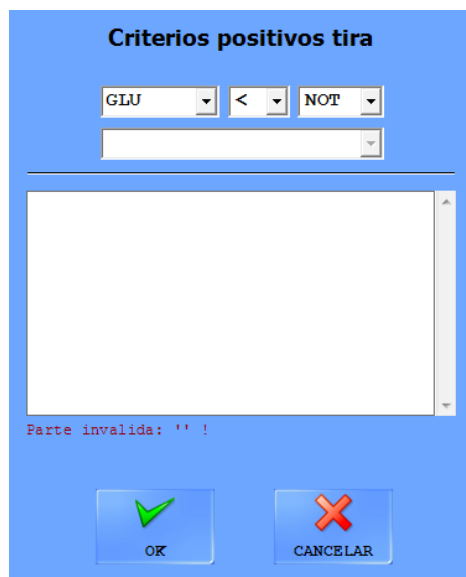 Criterios positivos tira
GLU < NOT
Parte invalida: '' !
OK CANCELAR